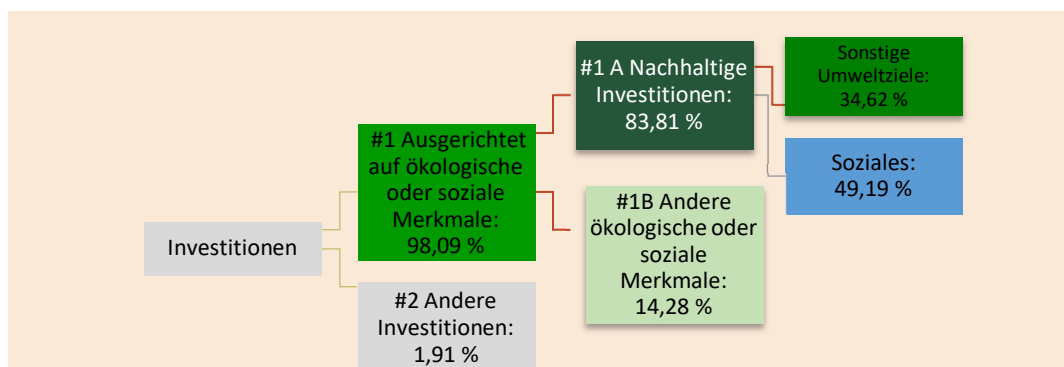 Investitionen
#1 Ausgerichtet
auf ökologische
oder soziale
Merkmale:
98,09 %
#2 Andere
Investitionen:
1,91 %
#1 A Nachhaltige
Investitionen:
83,81 %
#1B Andere
ökologische oder
soziale
Merkmale:
14,28 %
Sonstige
Umweltziele:
34,62 %
Soziales:
49,19 %